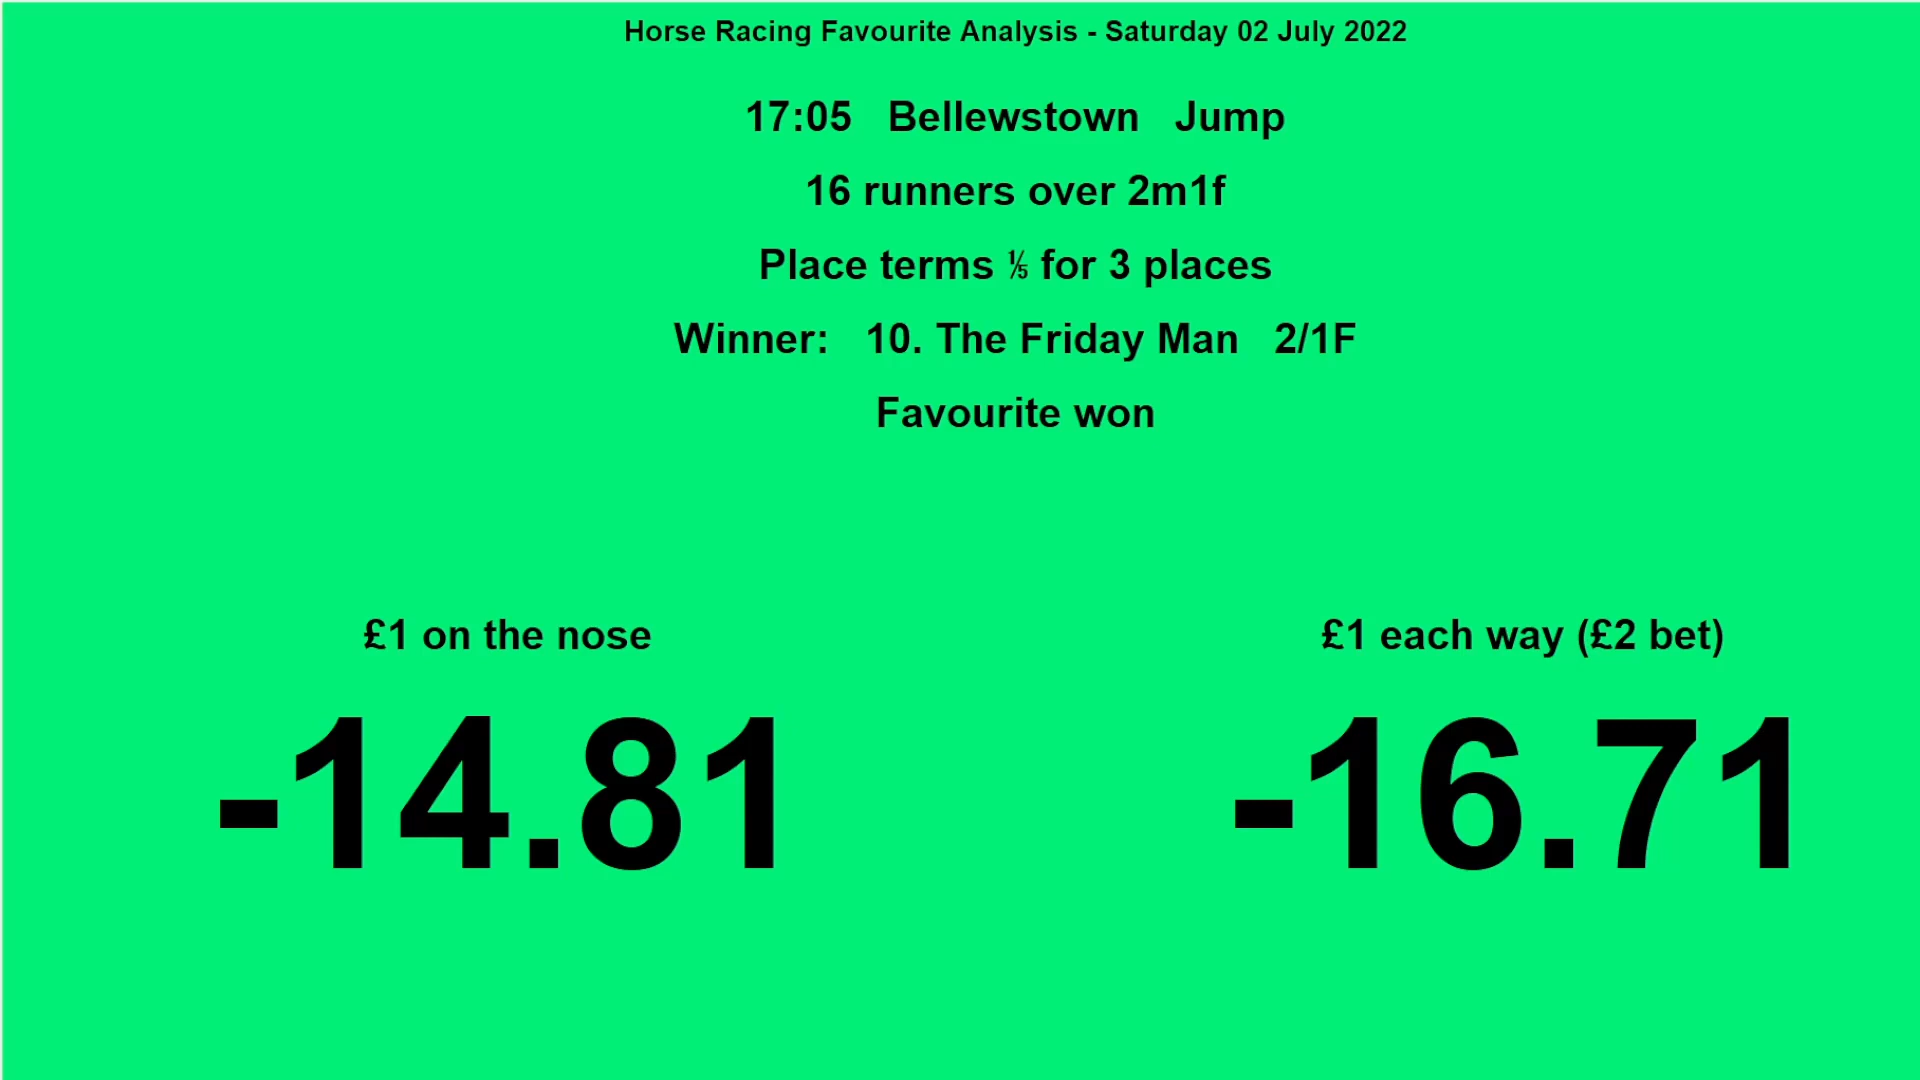 Horse Racing Favourite Analysis - Saturday 02 July 2022
17:05 Bellewstown Jump
16 runners over 2m1f
Place terms ⅕ for 3 places
Winner: 10. The Friday Man 2/1F
Favourite won
£1 on the nose £1 each way (£2 bet)
-14.81 -16.71